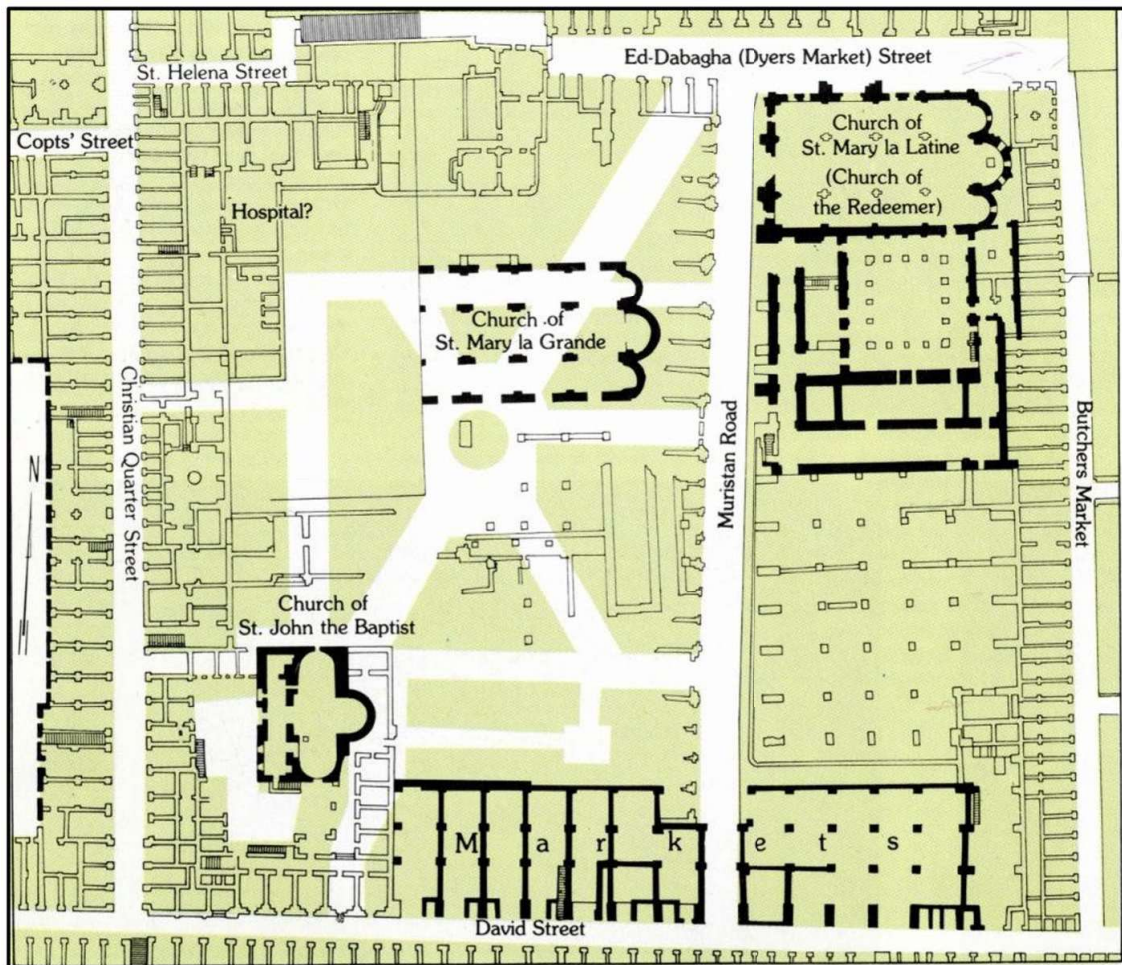 Ed-Dabagha (Dyers Market) Street
St. Helena Street
Copts' Street
Church of
St. Mary la Latine
(Church of
the Redeemer)
Hospital?
Church of
St. Mary la Grande
Christian Quarter Street
N
Muristan Road
Butchers Market
Church of
St. John the Baptist
Markets
David Street